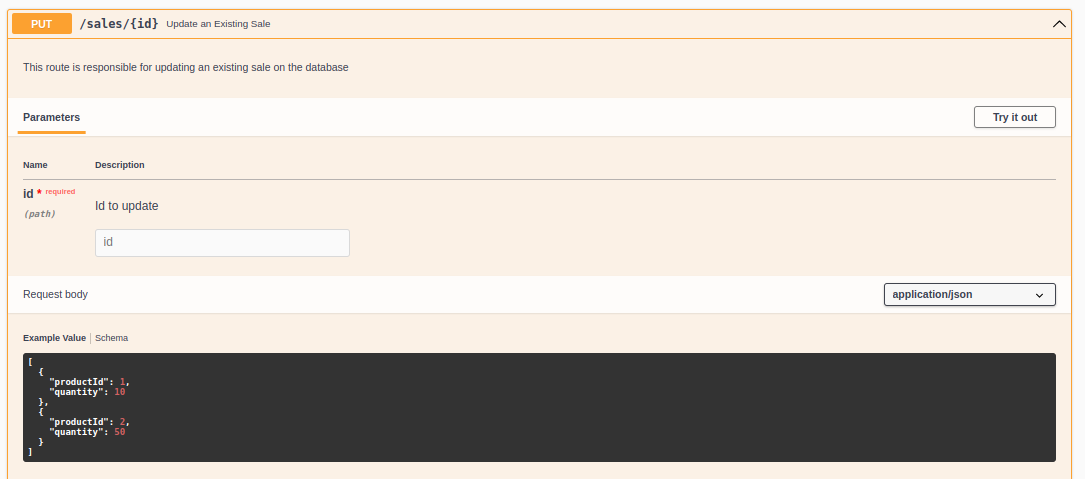 PUT /sales/{id} Update an Existing Sale
This route is responsible for updating an existing sale on the database
Parameters Try it out
Name Description
id * required
(path)
Id to update
id
Request body application/json
Example Value Schema
[
  {
    "productId": 1,
    "quantity": 10
  },
  {
    "productId": 2,
    "quantity": 50
  }
]